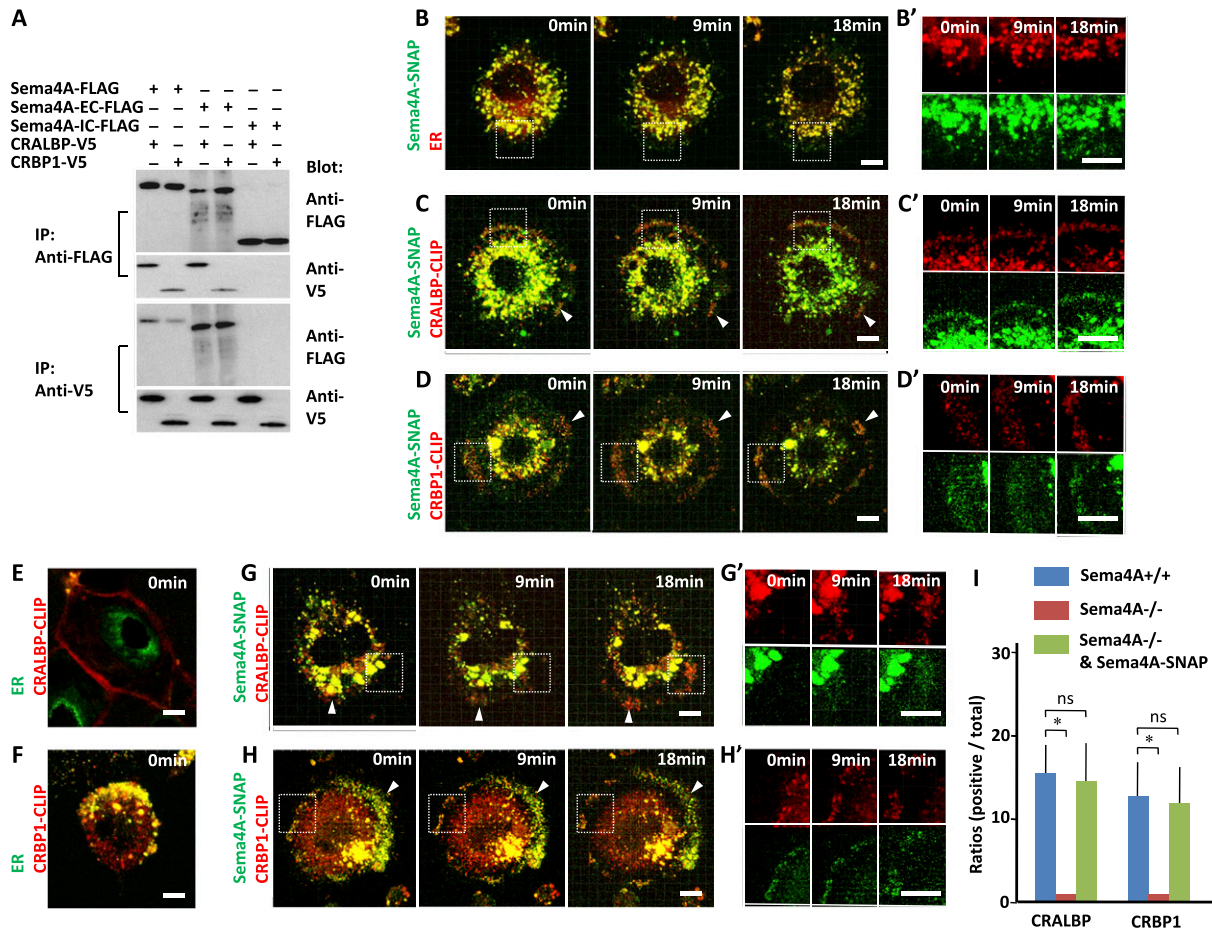 A
Sema4A-FLAG + + – – – –
Sema4A-EC-FLAG – – + + – –
Sema4A-IC-FLAG – – – – + +
CRALBP-V5 + – + – + –
CRBP1-V5 – + – + – +
Blot:
IP:
Anti-FLAG
Anti-
FLAG
Anti-
V5
IP:
Anti-V5
Anti-
FLAG
Anti-
V5
B
Sema4A-SNAP
ER
0min 9min 18min
B’
0min 9min 18min
C
Sema4A-SNAP
CRALBP-CLIP
0min 9min 18min
C’
0min 9min 18min
D
Sema4A-SNAP
CRBP1-CLIP
0min 9min 18min
D’
0min 9min 18min
E
ER
CRALBP-CLIP
0min
F
ER
CRBP1-CLIP
0min
G
Sema4A-SNAP
CRALBP-CLIP
0min 9min 18min
G’
0min 9min 18min
H
Sema4A-SNAP
CRBP1-CLIP
0min 9min 18min
H’
0min 9min 18min
I
Sema4A+/+
Sema4A-/-
Sema4A-/-
& Sema4A-SNAP
Ratios (positive / total)
30
20
10
0
ns
*
ns
*
CRALBP CRBP1